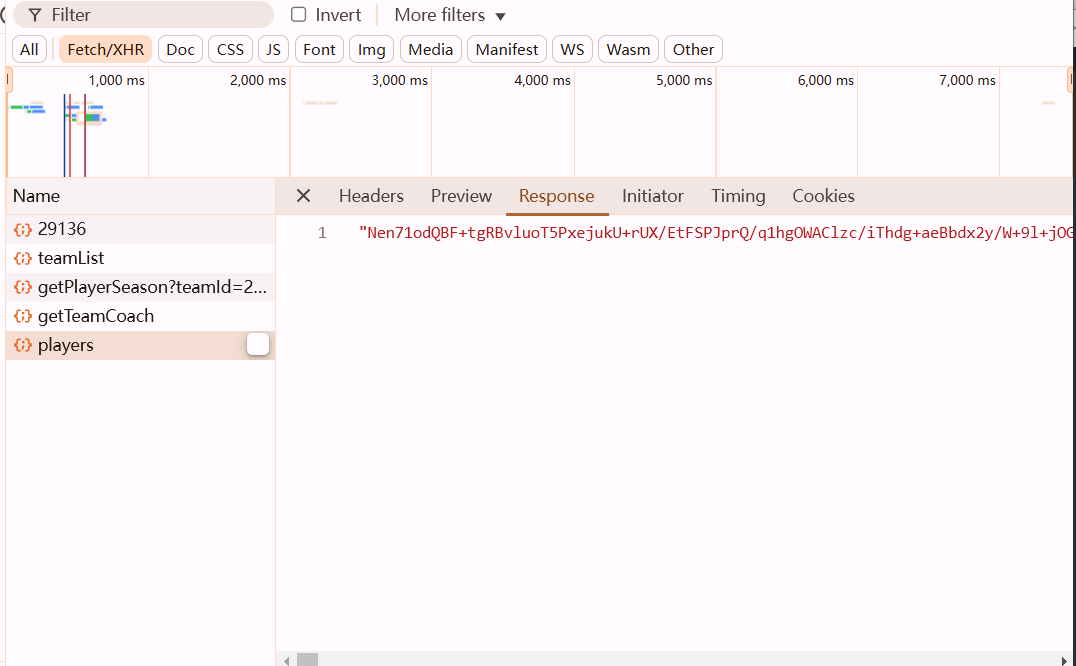 Filter Invert More filters
All Fetch/XHR Doc CSS JS Font Img Media Manifest WS Wasm Other
1,000 ms 2,000 ms 3,000 ms 4,000 ms 5,000 ms 6,000 ms 7,000 ms
Name Headers Preview Response Initiator Timing Cookies
29136
1 "Nen71odQBF+tgRBvluoT5PxejukU+rUX/EtFSPJprQ/q1hgOWAClzc/iThdg+aeBbdx2y/W+9l+jOG
teamList
getPlayerSeason?teamId=2...
getTeamCoach
players